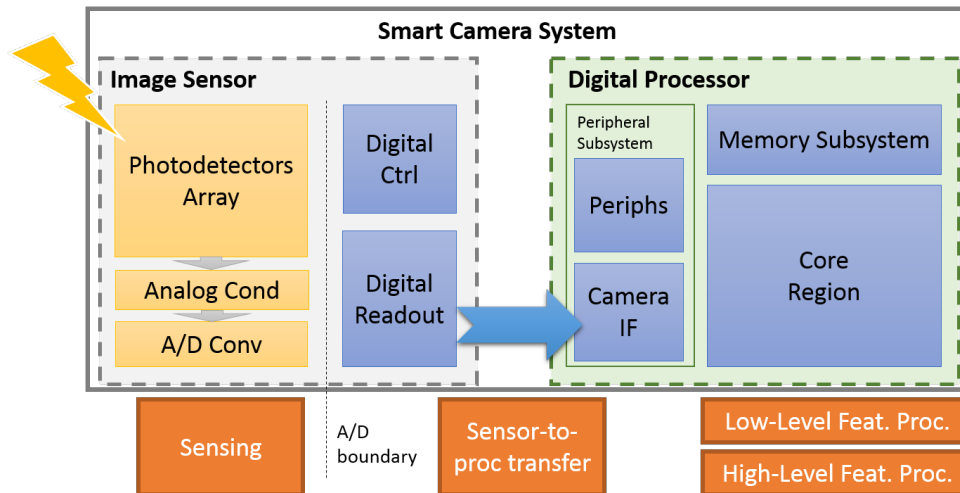 Smart Camera System
Image Sensor
Photodetectors
Array
Analog Cond
A/D Conv
Digital
Ctrl
Digital
Readout
Digital Processor
Peripheral
Subsystem
Periphs
Camera
IF
Memory Subsystem
Core
Region
Sensing
A/D
boundary
Sensor-to-
proc transfer
Low-Level Feat. Proc.
High-Level Feat. Proc.